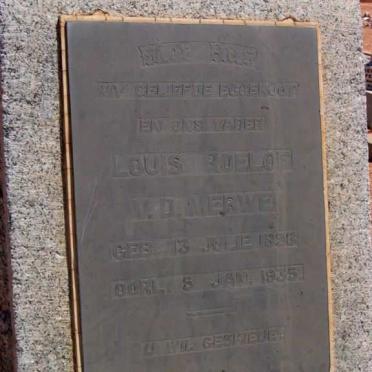 HIER RUS
MY GELIEFDE EGGENOOT
EN ONS VADER
LOUIS ROELOF
V.D. MERWE
GEB. 13 JULIE
OORL. 8 JAN. 1935
U WIL GESKIED